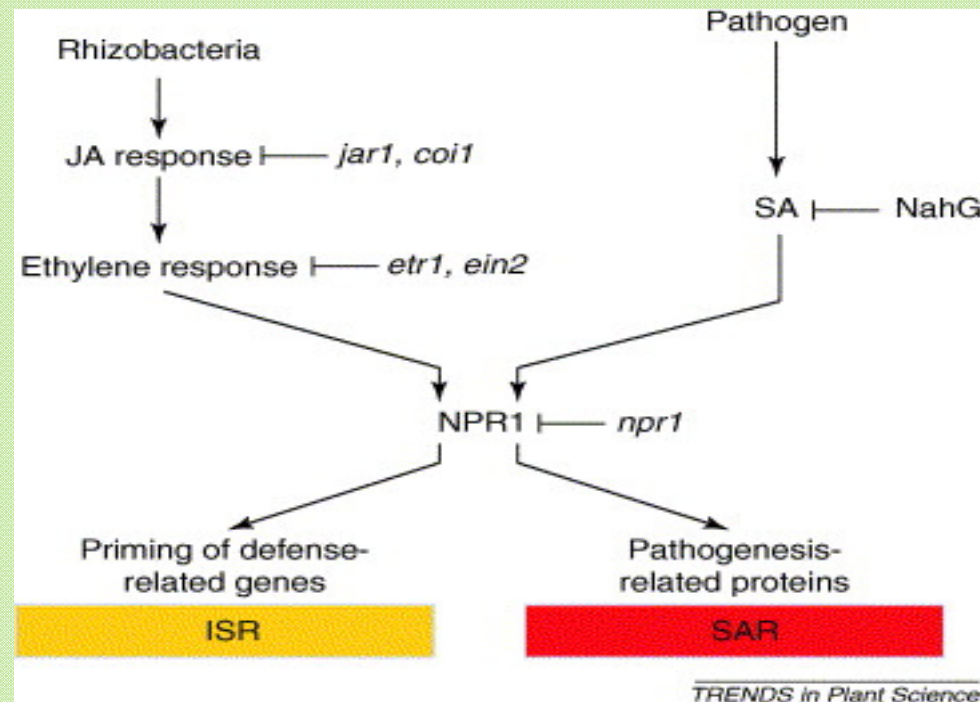 Pathogen
Rhizobacteria
JA response
jar1, coi1
SA
NahG
Ethylene response
etr1, ein2
NPR1
npr1
Priming of defense-
related genes
ISR
Pathogenesis-
related proteins
SAR
TRENDS in Plant Science